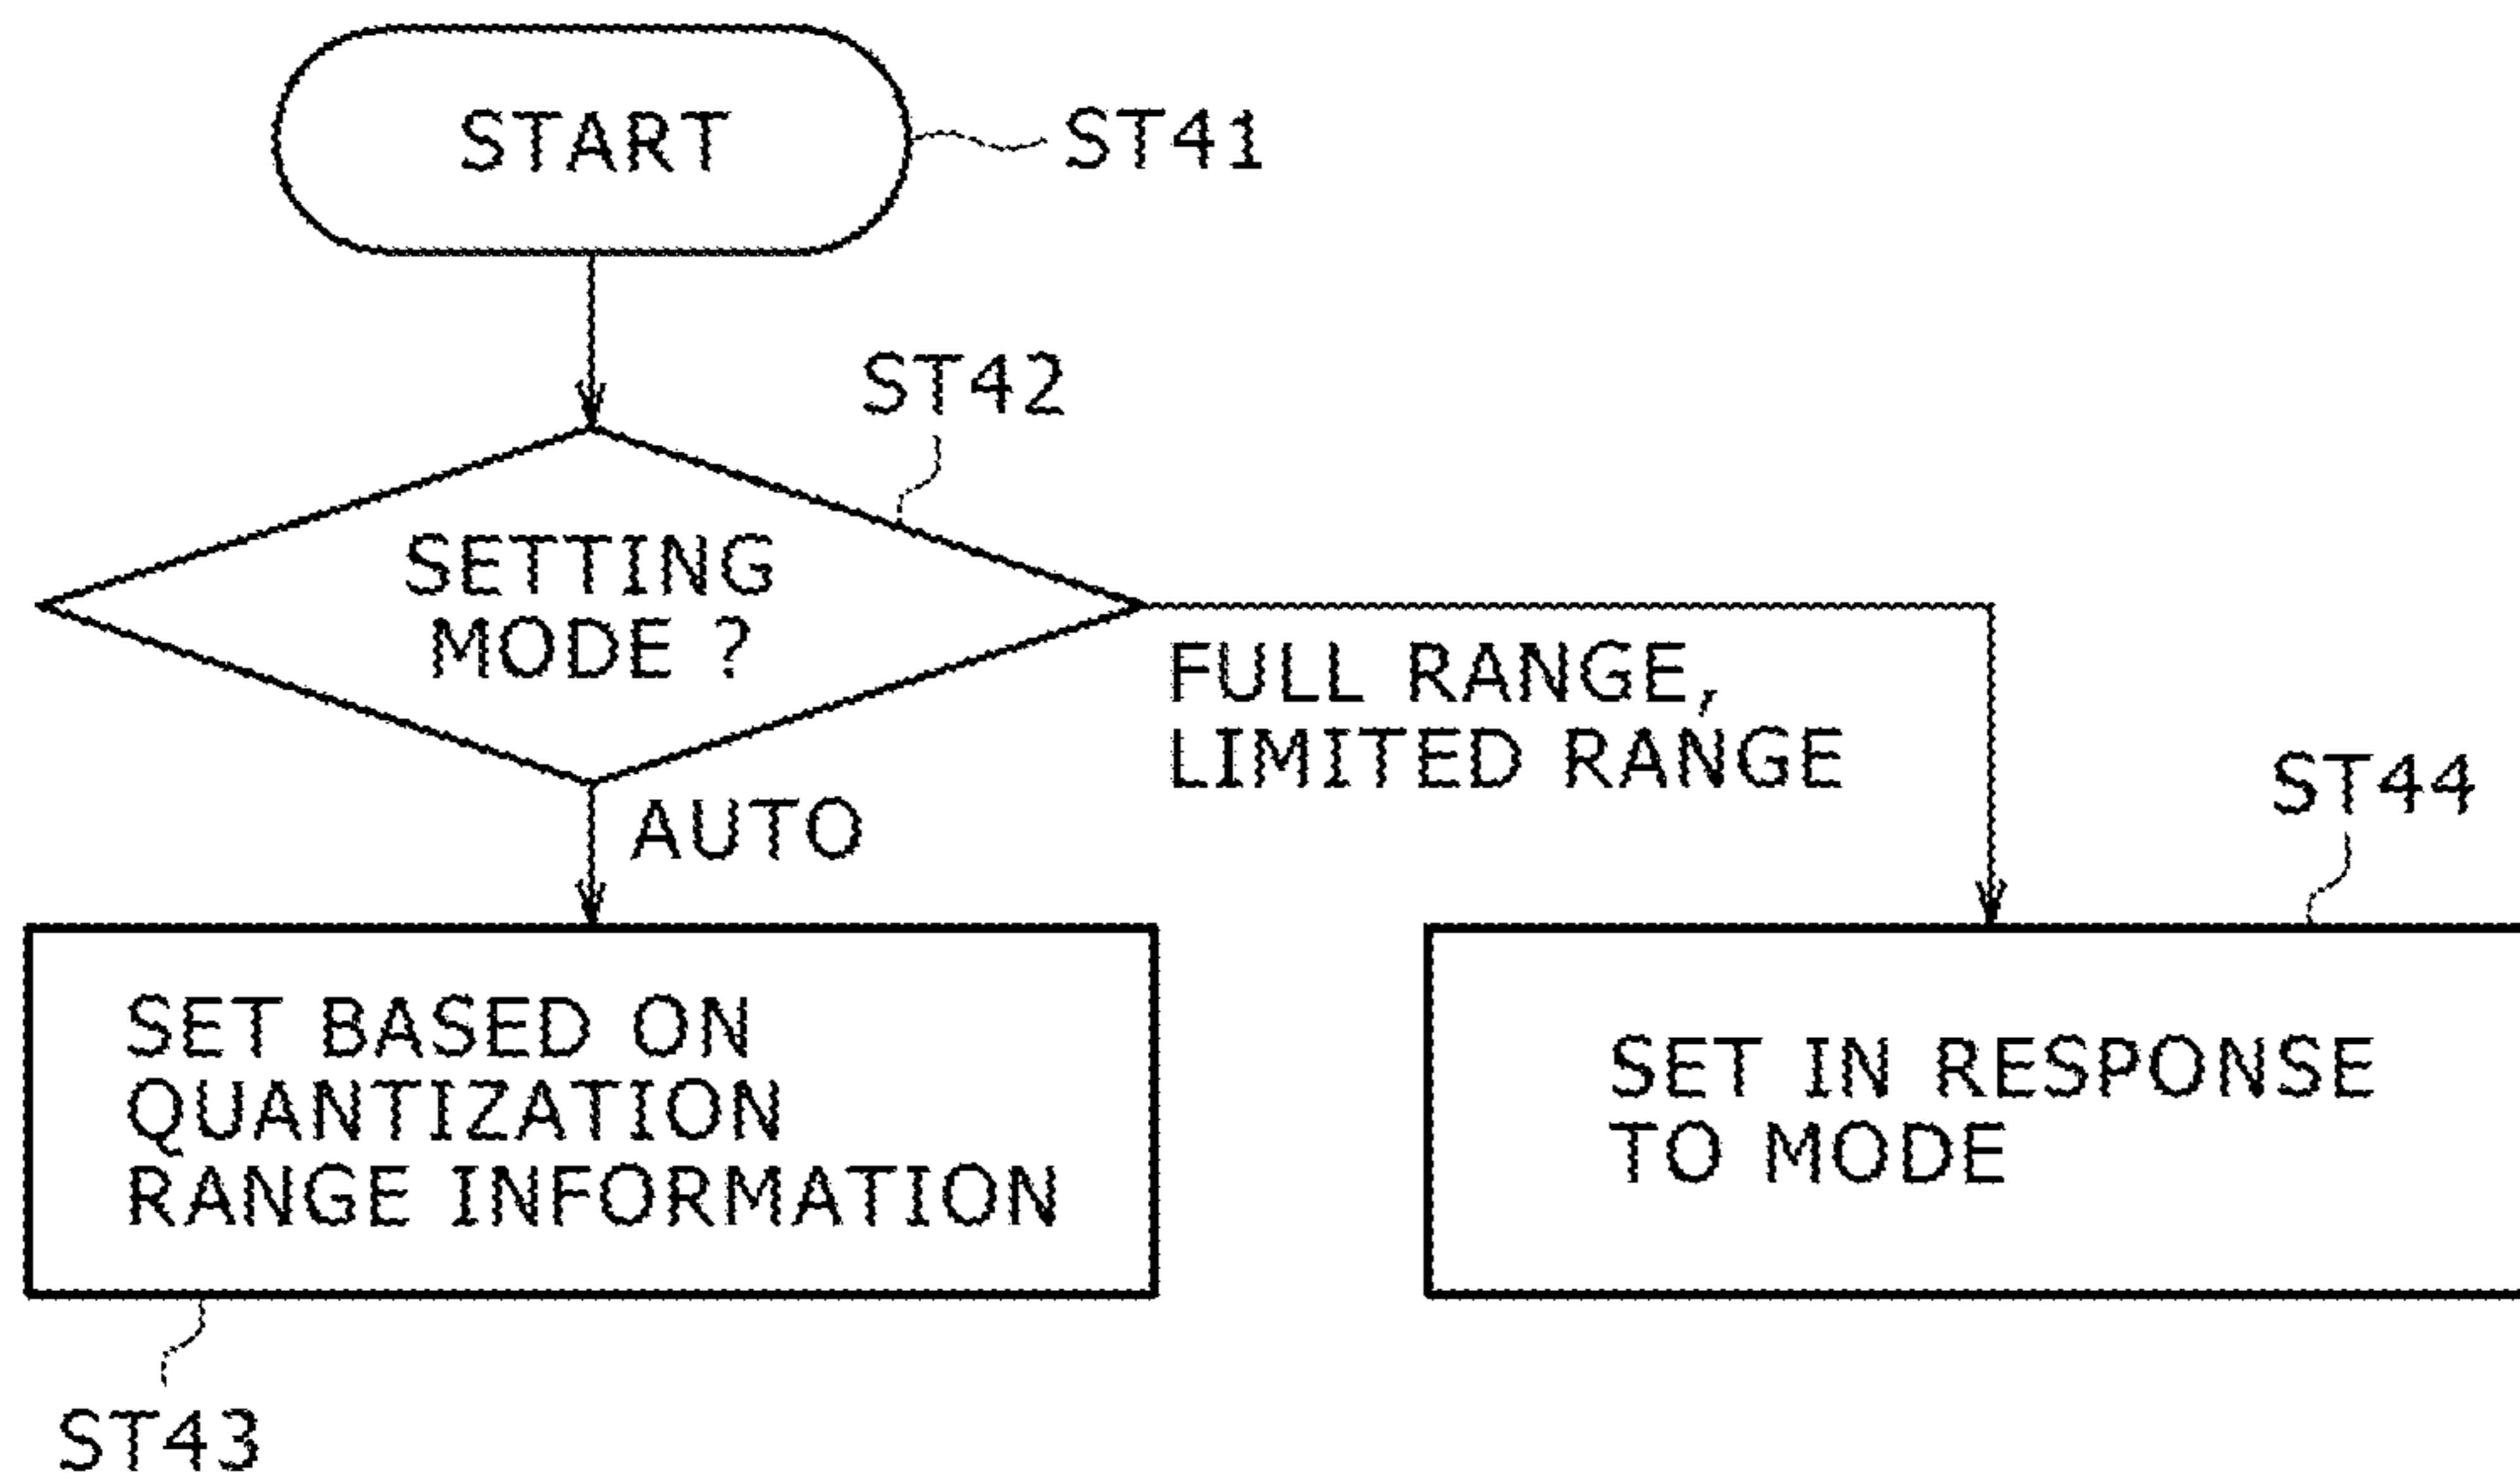 START
ST41
ST42
SETTING
MODE ?
FULL RANGE,
LIMITED RANGE
AUTO
ST44
SET BASED ON
QUANTIZATION
RANGE INFORMATION
SET IN RESPONSE
TO MODE
ST43